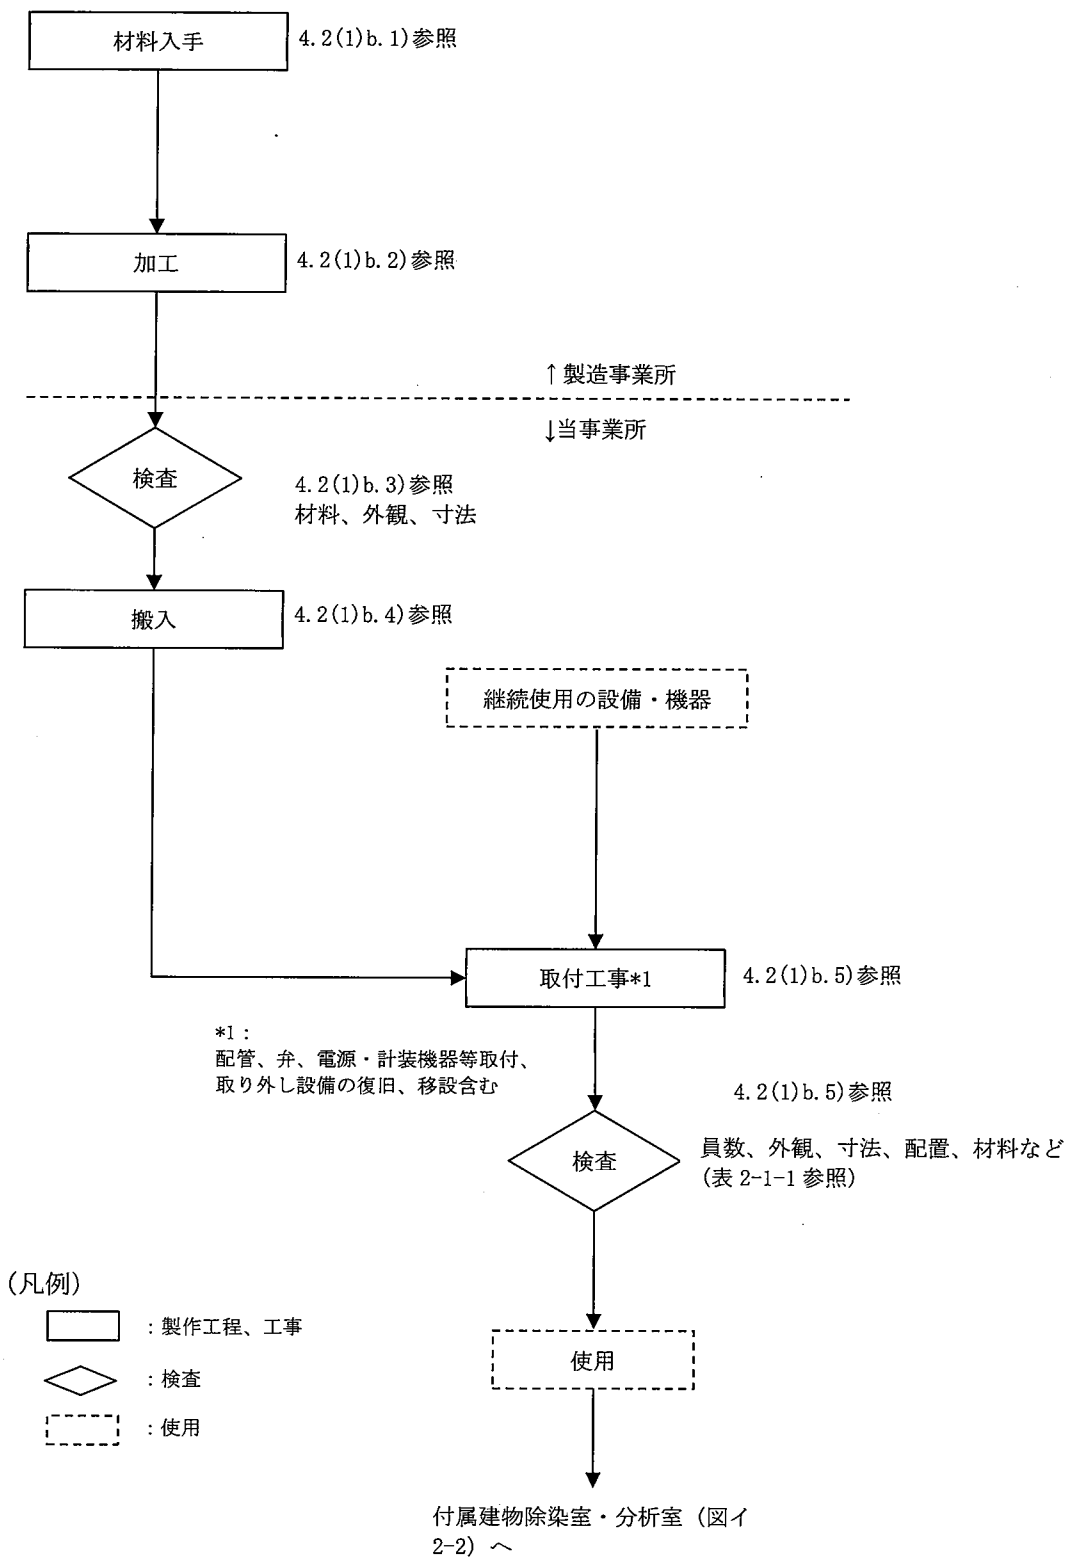 材料入手
4.2(1)b.1)参照
加工
4.2(1)b.2)参照
↑製造事業所
↓当事業所
検査
4.2(1)b.3)参照
材料、外観、寸法
搬入
4.2(1)b.4)参照
継続使用の設備・機器
取付工事*1
4.2(1)b.5)参照
*1：
配管、弁、電源・計装機器等取付、
取り外し設備の復旧、移設含む
4.2(1)b.5)参照
検査
員数、外観、寸法、配置、材料など
(表 2-1-1 参照)
(凡例)
：製作工程、工事
：検査
：使用
使用
付属建物除染室・分析室（図イ
2-2）へ